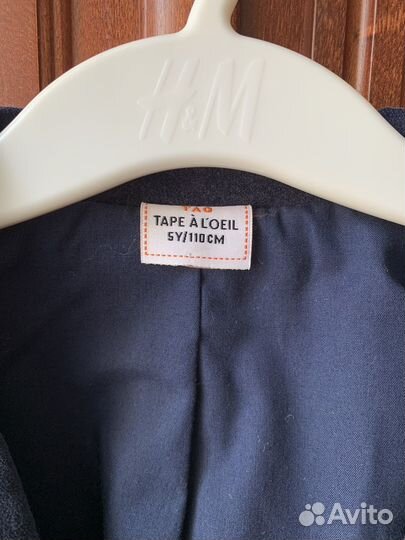 H&M
TAO
TAPE À L'OEIL
5Y/110CM
Avito